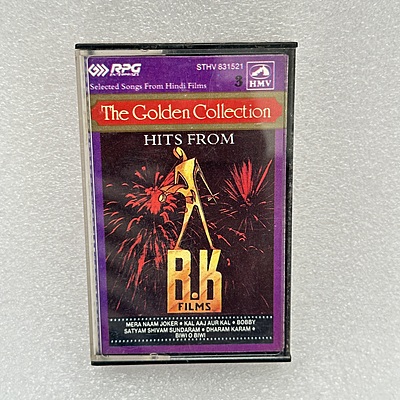 RPG STHV 831521
ENTERPRISES 3 HMV
Selected Songs From Hindi Films
The Golden Collection
HITS FROM
R.K
FILMS
MERA NAAM JOKER • KAL AAJ AUR KAL • BOBBY
SATYAM SHIVAM SUNDARAM • DHARAM KARAM •
BIWI O BIWI